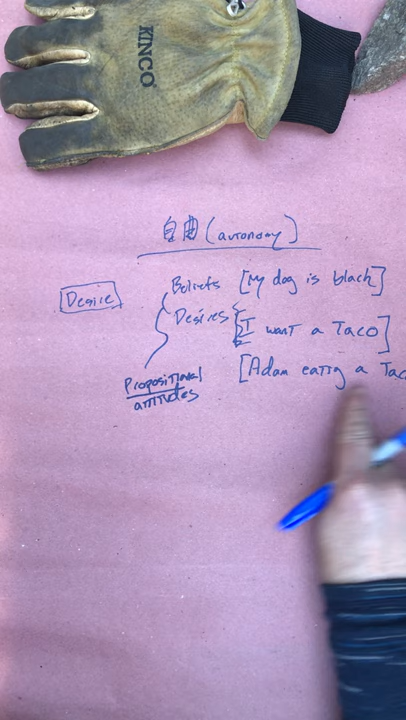 KINCO
自由 (autonomy)
Desire
Beliefs [My dog is black]
Desires [I want a Taco]
[Adam eating a Tac
Propositional
attitudes